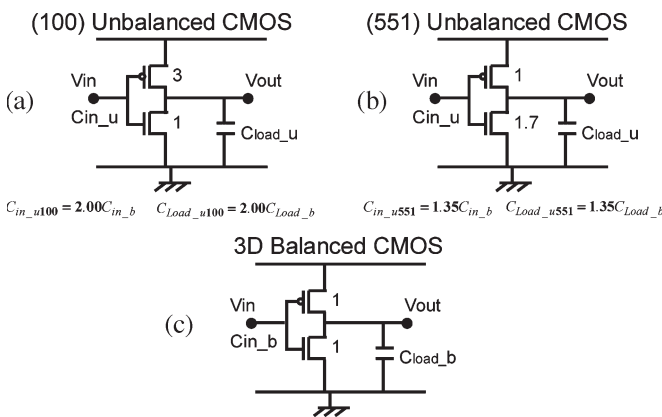 (100) Unbalanced CMOS
(551) Unbalanced CMOS
(a)
Vin
Cin_u
3
1
Vout
Cload_u
(b)
Vin
Cin_u
1
1.7
Vout
Cload_u
Cin_u100 = 2.00Cin_b CLoad_u100 = 2.00CLoad_b
Cin_u551 = 1.35Cin_b CLoad_u551 = 1.35CLoad_b
3D Balanced CMOS
(c)
Vin
Cin_b
1
1
Vout
Cload_b